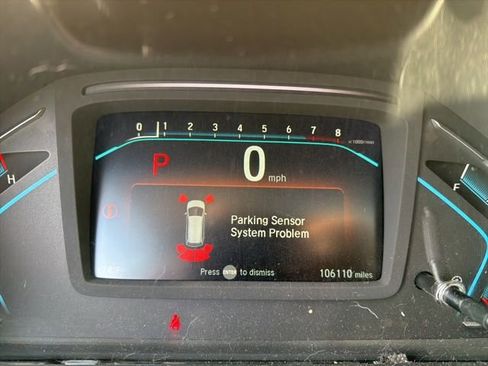 0 1 2 3 4 5 6 7 8
x1000r/min
P 0 mph
H
F
Parking Sensor
System Problem
Press ENTER to dismiss
106110 miles